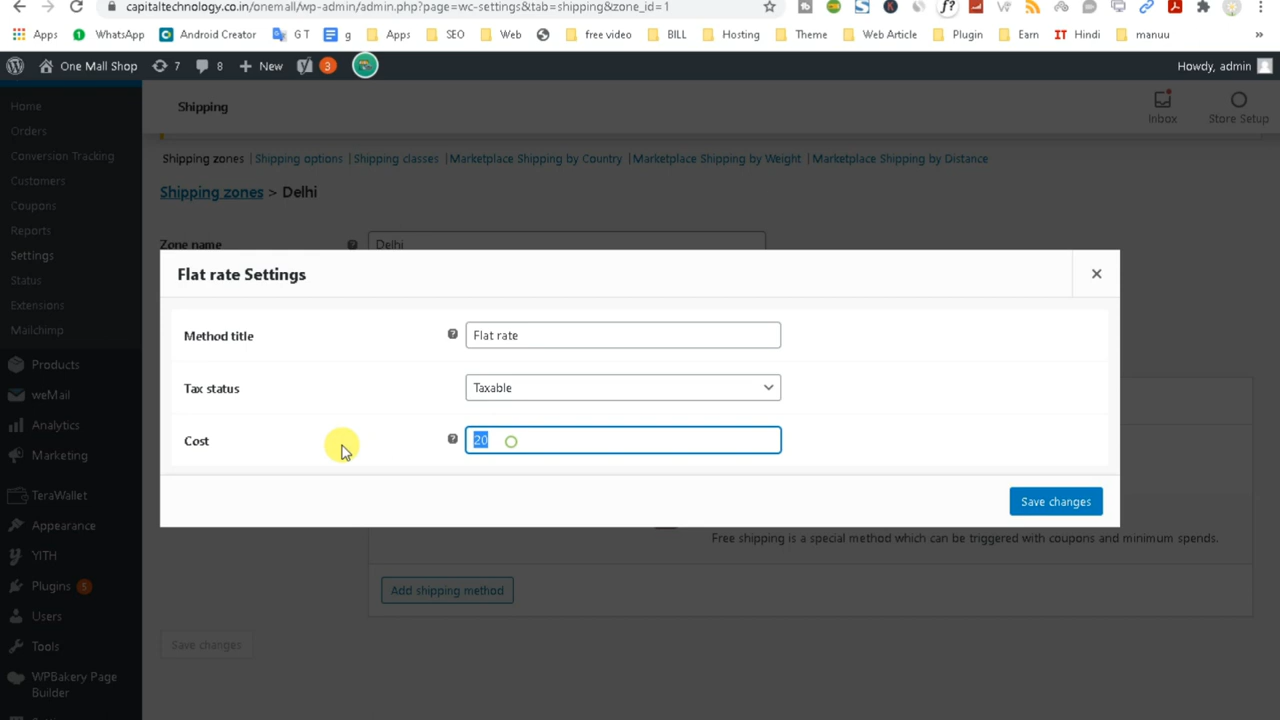 capitaltechnology.co.in/onemall/wp-admin/admin.php?page=wc-settings&tab=shipping&zone_id=1
Apps WhatsApp Android Creator G T g Apps SEO Web free video BILL Hosting Theme Web Article Plugin Earn IT Hindi manuu »
One Mall Shop 7 8 + New 3 Howdy, admin
Home
Orders
Conversion Tracking
Customers
Coupons
Reports
Settings
Status
Extensions
Mailchimp
Products
weMail
Analytics
Marketing
TeraWallet
Appearance
YITH
Plugins 5
Users
Tools
WPBakery Page
Builder
Shipping
Inbox
Store Setup
Shipping zones | Shipping options | Shipping classes | Marketplace Shipping by Country | Marketplace Shipping by Weight | Marketplace Shipping by Distance
Shipping zones > Delhi
Zone name Delhi
Flat rate Settings
Method title Flat rate
Tax status Taxable
Cost 20
Save changes
Free shipping is a special method which can be triggered with coupons and minimum spends.
Add shipping method
Save changes